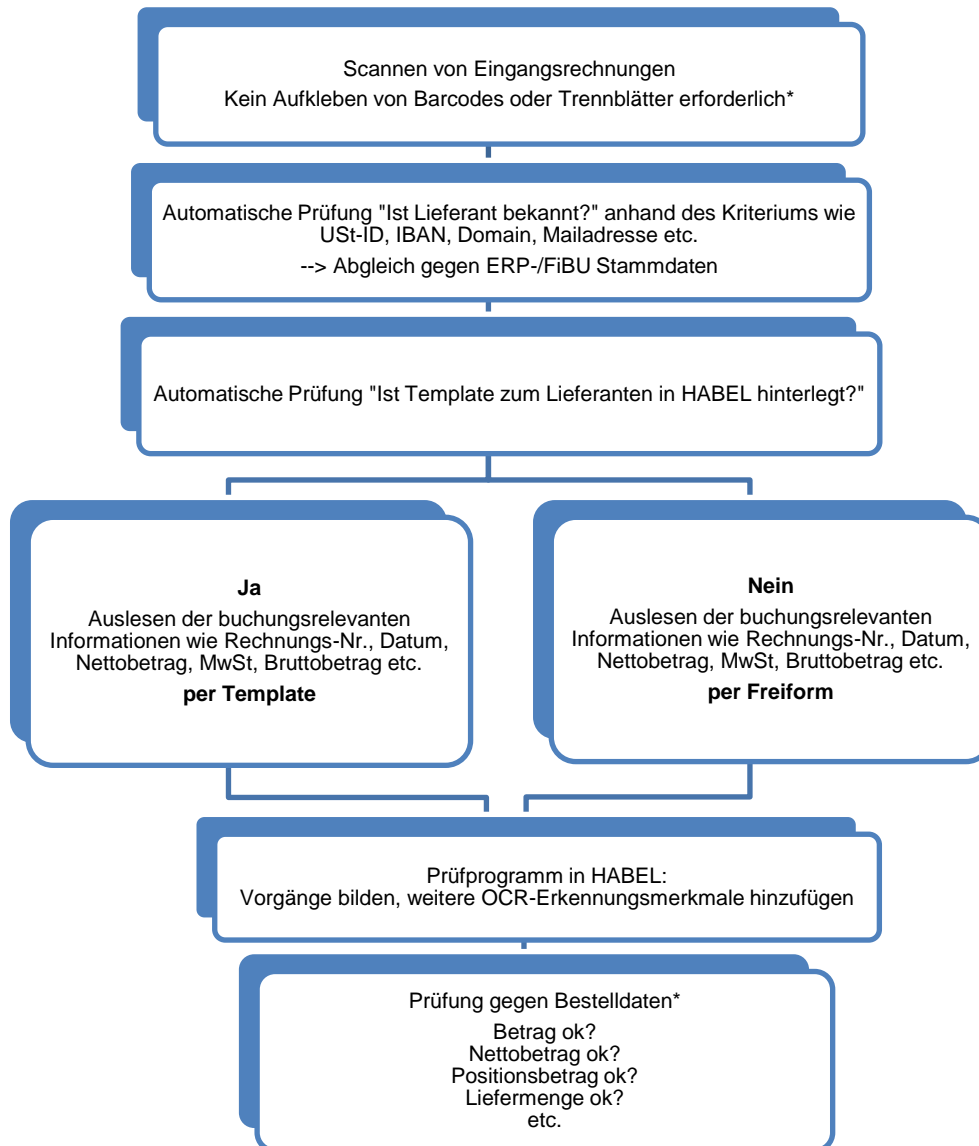 Scannen von Eingangsrechnungen
Kein Aufkleben von Barcodes oder Trennblätter erforderlich*
Automatische Prüfung "Ist Lieferant bekannt?" anhand des Kriteriums wie
USt-ID, IBAN, Domain, Mailadresse etc.
--> Abgleich gegen ERP-/FiBU Stammdaten
Automatische Prüfung "Ist Template zum Lieferanten in HABEL hinterlegt?"
Ja
Auslesen der buchungsrelevanten
Informationen wie Rechnungs-Nr., Datum,
Nettobetrag, MwSt, Bruttobetrag etc.
per Template
Nein
Auslesen der buchungsrelevanten
Informationen wie Rechnungs-Nr., Datum,
Nettobetrag, MwSt, Bruttobetrag etc.
per Freiform
Prüfprogramm in HABEL:
Vorgänge bilden, weitere OCR-Erkennungsmerkmale hinzufügen
Prüfung gegen Bestelldaten*
Betrag ok?
Nettobetrag ok?
Positionsbetrag ok?
Liefermenge ok?
etc.